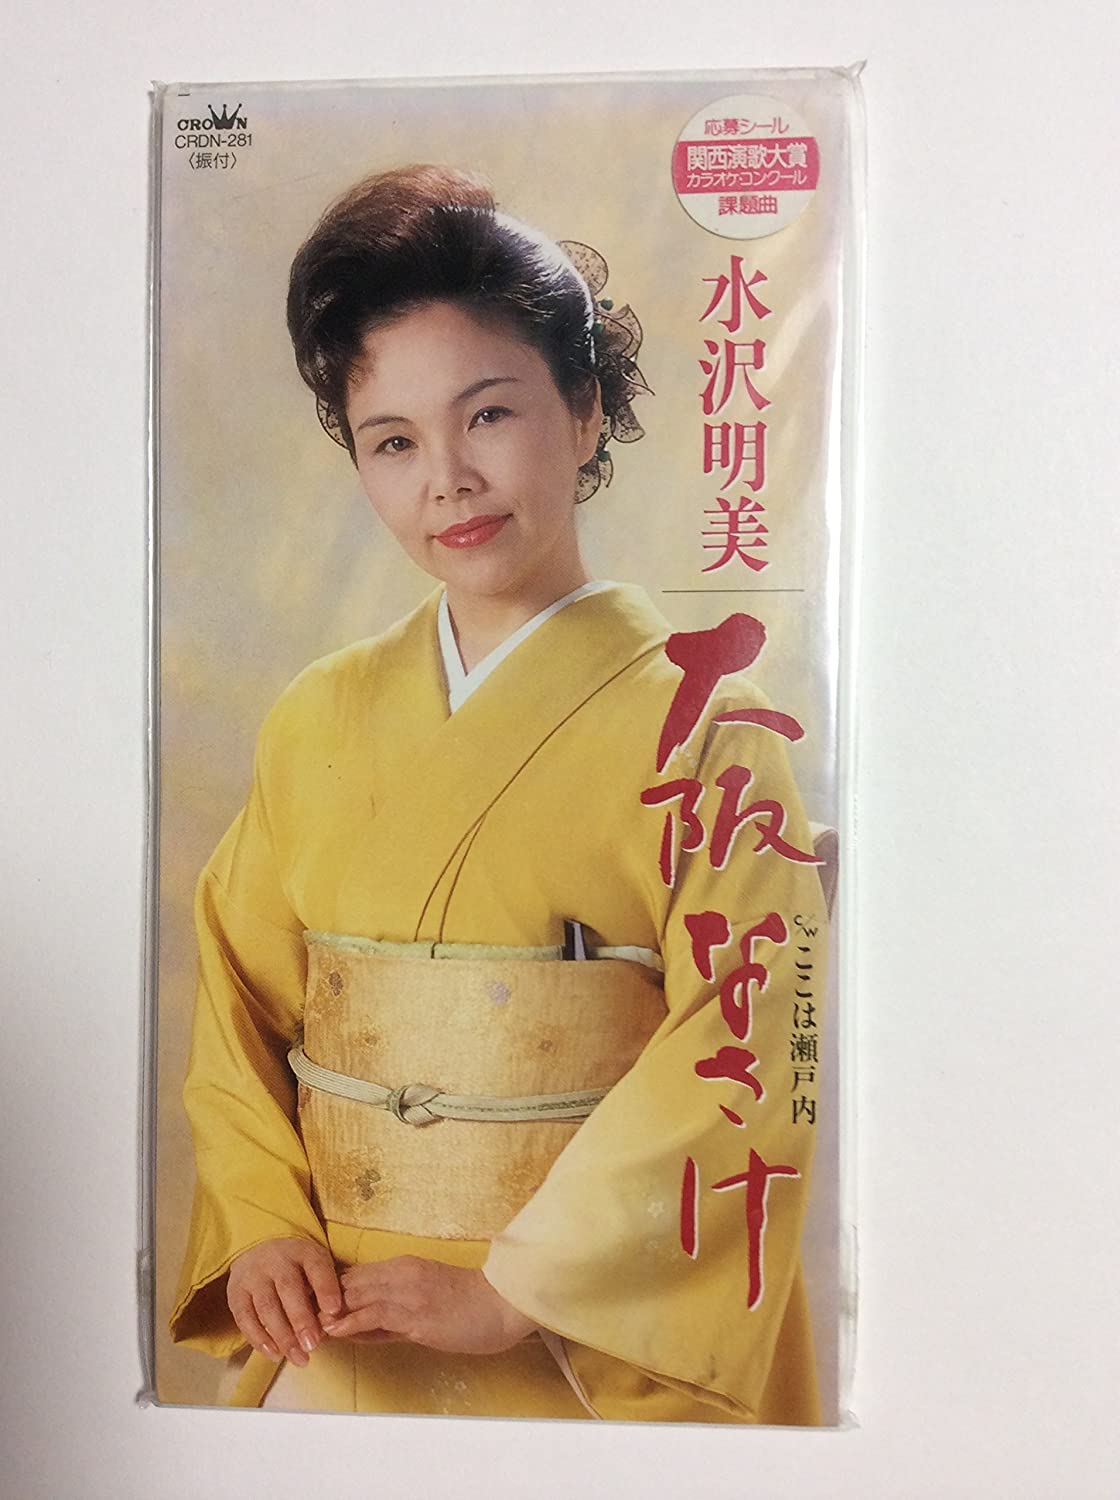 CROWN
CRDN-281
〈振付〉
応募シール
関西演歌大賞
カラオケ・コンクール
課題曲
水沢明美
大阪なさけ
c/w ここは瀬戸内